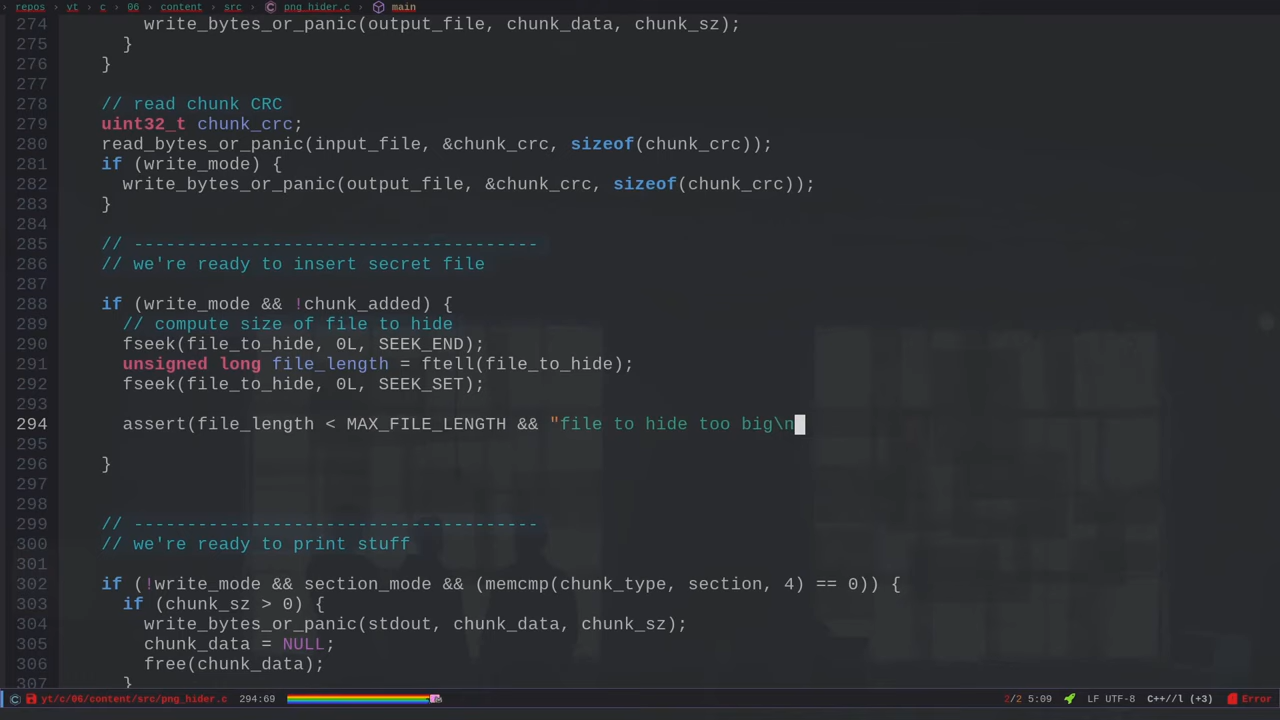 repos yt c 06 content src png_hider.c main
274 write_bytes_or_panic(output_file, chunk_data, chunk_sz);
275 }
276 }
277
278 // read chunk CRC
279 uint32_t chunk_crc;
280 read_bytes_or_panic(input_file, &chunk_crc, sizeof(chunk_crc));
281 if (write_mode) {
282 write_bytes_or_panic(output_file, &chunk_crc, sizeof(chunk_crc));
283 }
284
285 // --------------------------------------
286 // we're ready to insert secret file
287
288 if (write_mode && !chunk_added) {
289 // compute size of file to hide
290 fseek(file_to_hide, 0L, SEEK_END);
291 unsigned long file_length = ftell(file_to_hide);
292 fseek(file_to_hide, 0L, SEEK_SET);
293
294 assert(file_length < MAX_FILE_LENGTH && "file to hide too big\n
295
296 }
297
298
299 // --------------------------------------
300 // we're ready to print stuff
301
302 if (!write_mode && section_mode && (memcmp(chunk_type, section, 4) == 0)) {
303 if (chunk_sz > 0) {
304 write_bytes_or_panic(stdout, chunk_data, chunk_sz);
305 chunk_data = NULL;
306 free(chunk_data);
307 }
yt/c/06/content/src/png_hider.c 294:69 2/2 5:09 LF UTF-8 C++//l (+3) Error